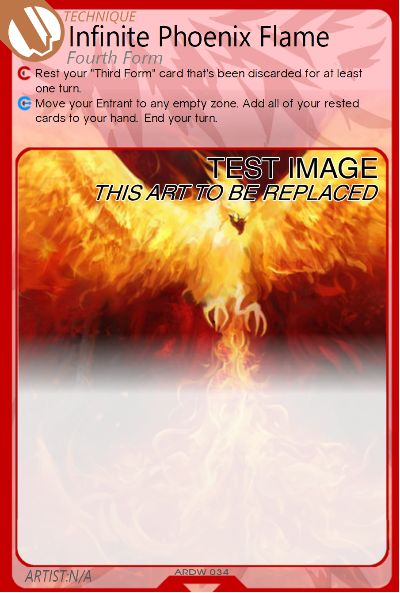 TECHNIQUE
Infinite Phoenix Flame
Fourth Form
C Rest your "Third Form" card that's been discarded for at least
one turn.
E Move your Entrant to any empty zone. Add all of your rested
cards to your hand. End your turn.
TEST IMAGE
THIS ART TO BE REPLACED
ARTIST:N/A
ARDW 034